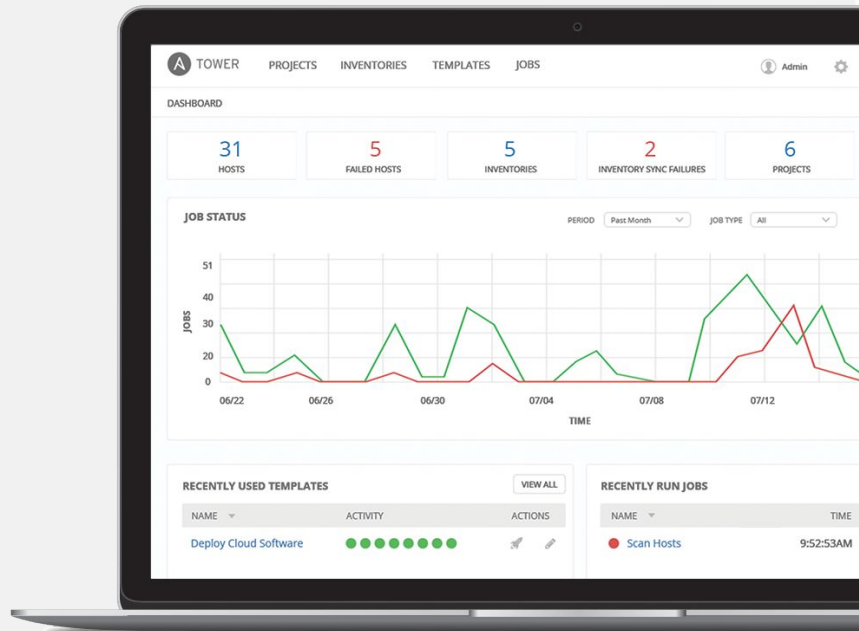 TOWER PROJECTS INVENTORIES TEMPLATES JOBS Admin
DASHBOARD
31 5 5 2 6
HOSTS FAILED HOSTS INVENTORIES INVENTORY SYNC FAILURES PROJECTS
JOB STATUS PERIOD Past Month JOB TYPE All
51
40
30
20
0
JOBS
06/22 06/26 06/30 07/04 07/08 07/12
TIME
RECENTLY USED TEMPLATES VIEW ALL RECENTLY RUN JOBS
NAME ACTIVITY ACTIONS NAME TIME
Deploy Cloud Software Scan Hosts 9:52:53AM